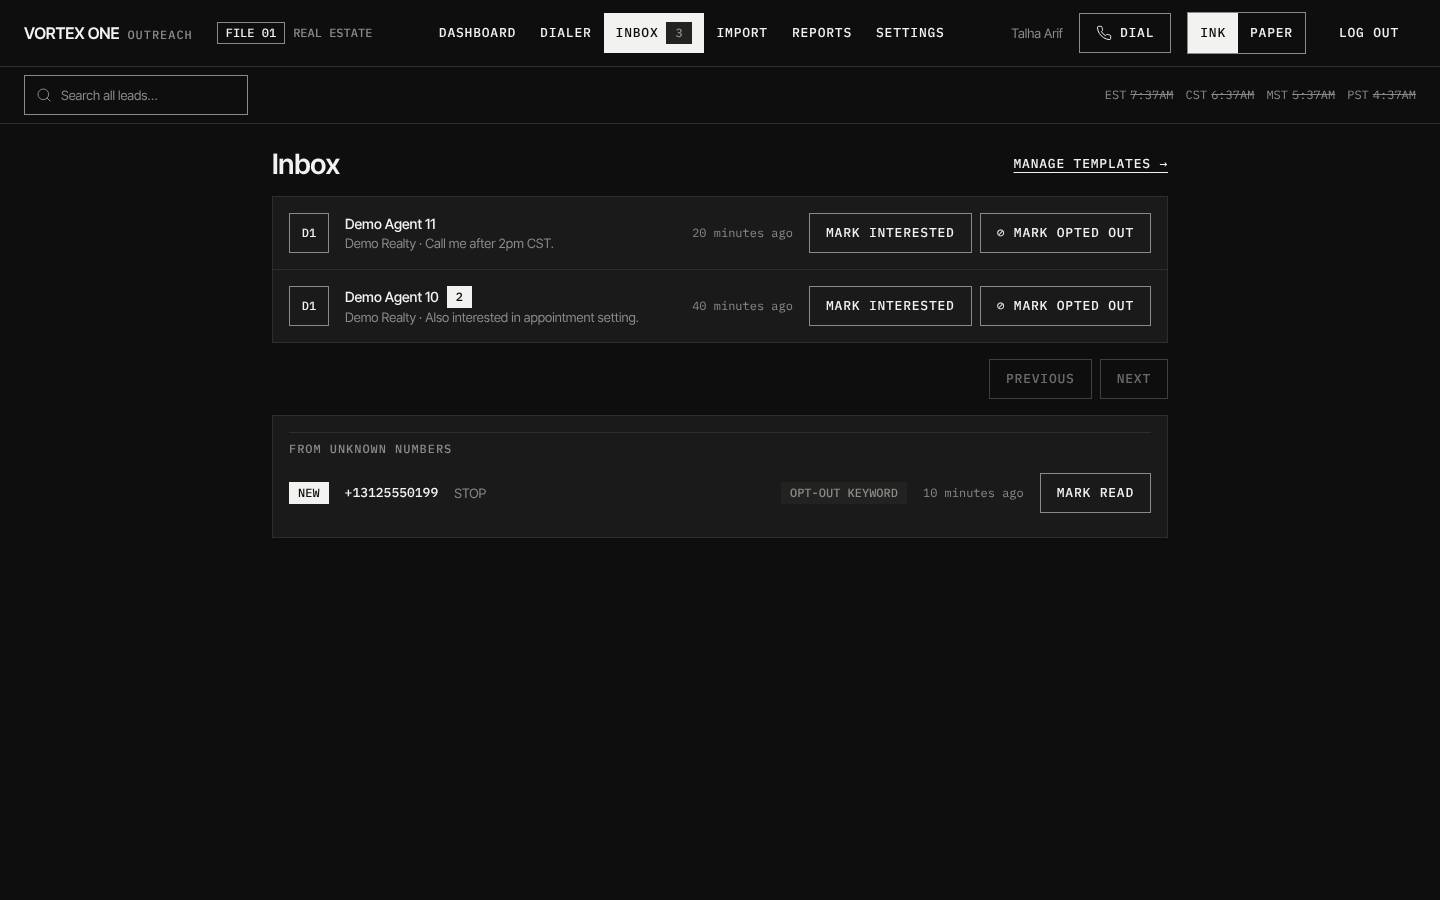 VORTEX ONE OUTREACH FILE 01 REAL ESTATE DASHBOARD DIALER INBOX 3 IMPORT REPORTS SETTINGS Talha Arif DIAL INK PAPER LOG OUT
Search all leads... EST 7:37AM CST 6:37AM MST 5:37AM PST 4:37AM
Inbox MANAGE TEMPLATES →
D1 Demo Agent 11
Demo Realty · Call me after 2pm CST. 20 minutes ago MARK INTERESTED ⊘ MARK OPTED OUT
D1 Demo Agent 10 2
Demo Realty · Also interested in appointment setting. 40 minutes ago MARK INTERESTED ⊘ MARK OPTED OUT
PREVIOUS NEXT
FROM UNKNOWN NUMBERS
NEW +13125550199 STOP OPT-OUT KEYWORD 10 minutes ago MARK READ